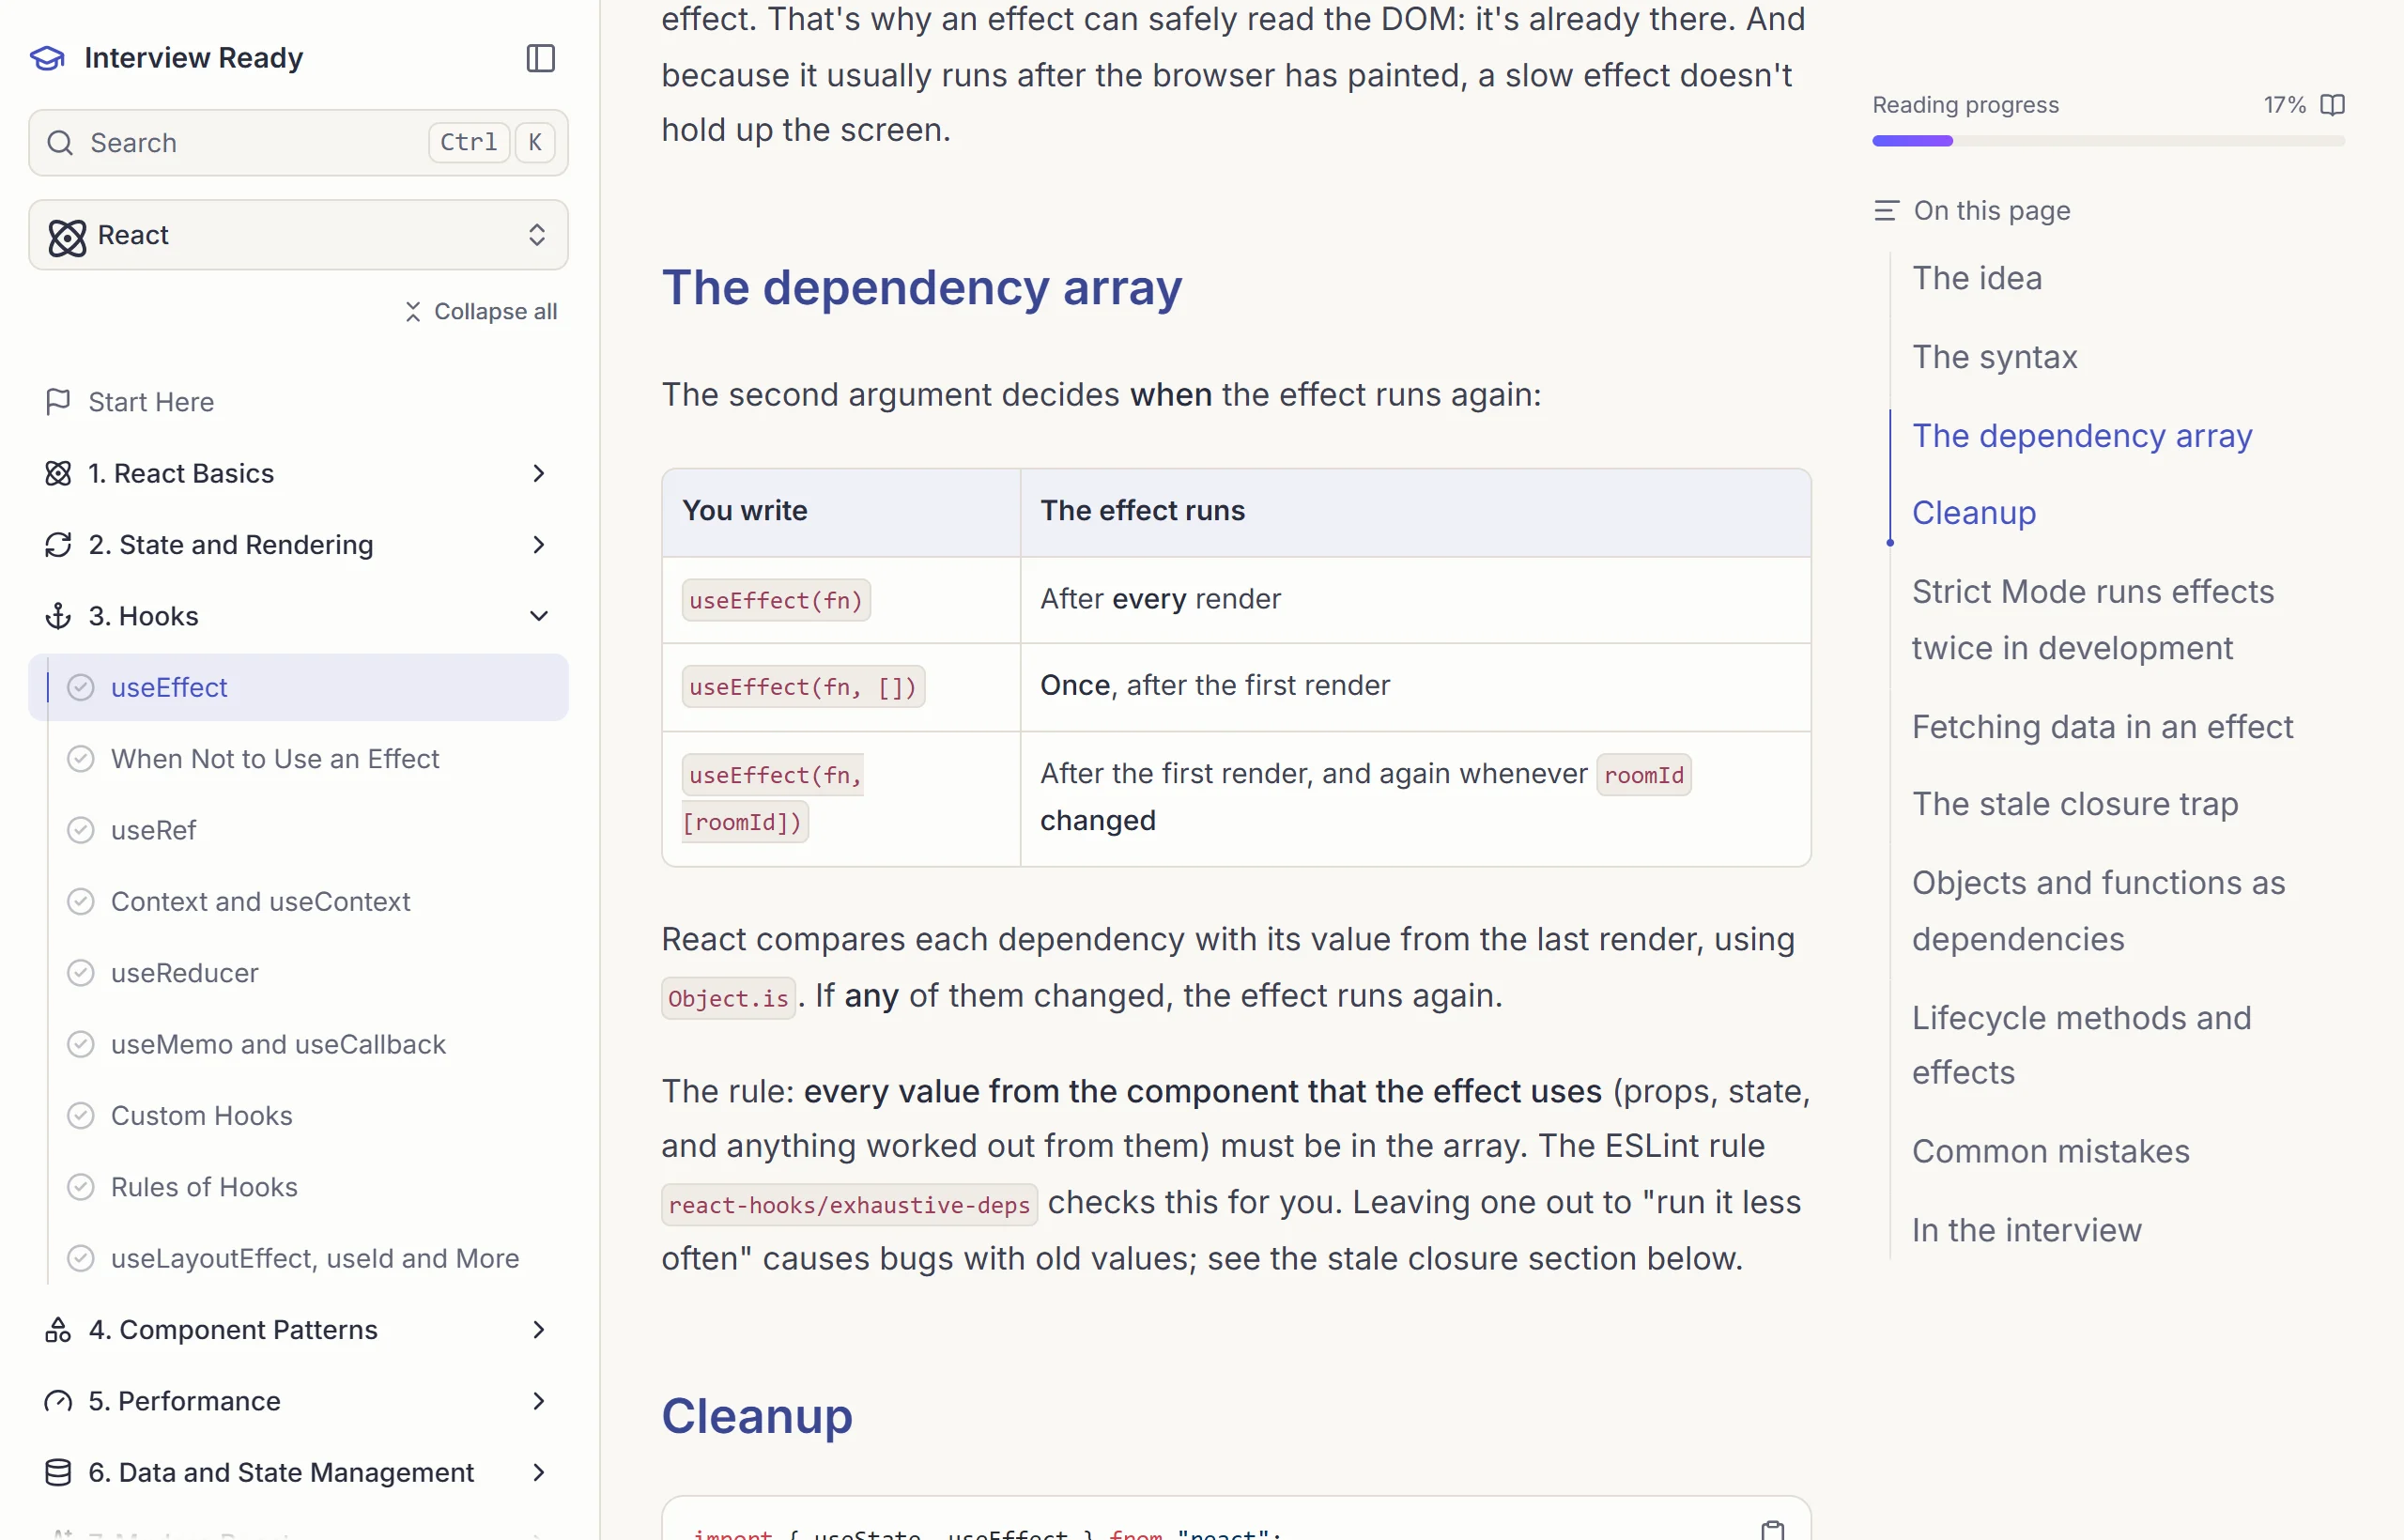 Interview Ready
Search
Ctrl K
React
Collapse all
Start Here
1. React Basics
2. State and Rendering
3. Hooks
useEffect
When Not to Use an Effect
useRef
Context and useContext
useReducer
useMemo and useCallback
Custom Hooks
Rules of Hooks
useLayoutEffect, useId and More
4. Component Patterns
5. Performance
6. Data and State Management
effect. That's why an effect can safely read the DOM: it's already there. And
because it usually runs after the browser has painted, a slow effect doesn't
hold up the screen.
The dependency array
The second argument decides when the effect runs again:
You write
The effect runs
useEffect(fn)
After every render
useEffect(fn, [])
Once, after the first render
useEffect(fn,
[roomId])
After the first render, and again whenever roomId
changed
React compares each dependency with its value from the last render, using
Object.is. If any of them changed, the effect runs again.
The rule: every value from the component that the effect uses (props, state,
and anything worked out from them) must be in the array. The ESLint rule
react-hooks/exhaustive-deps checks this for you. Leaving one out to "run it less
often" causes bugs with old values; see the stale closure section below.
Cleanup
import { useState, useEffect } from "react";
Reading progress
17%
On this page
The idea
The syntax
The dependency array
Cleanup
Strict Mode runs effects
twice in development
Fetching data in an effect
The stale closure trap
Objects and functions as
dependencies
Lifecycle methods and
effects
Common mistakes
In the interview